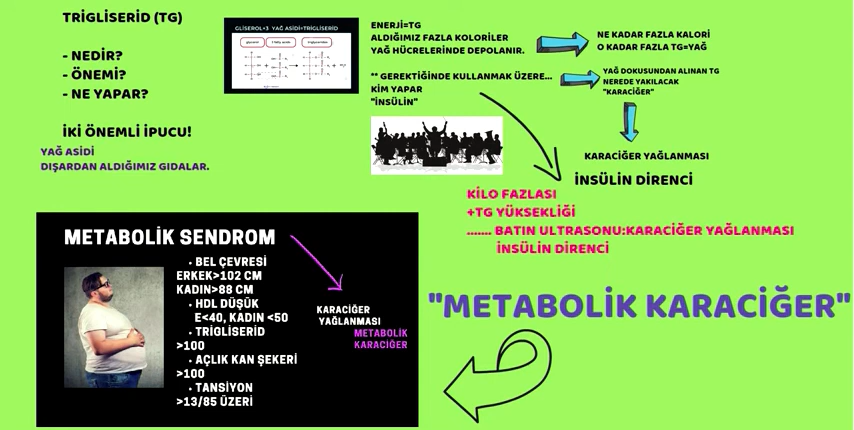 TRİGLİSERİD (TG)
- NEDİR?
- ÖNEMİ?
- NE YAPAR?
İKİ ÖNEMLİ İPUCU!
YAĞ ASİDİ
DIŞARDAN ALDIĞIMIZ GIDALAR.
GLİSEROL+3 YAĞ ASİDİ=TRİGLİSERİD
ENERJİ=TG
ALDIĞIMIZ FAZLA KOLORİLER
YAĞ HÜCRELERİNDE DEPOLANIR.
** GEREKTİĞİNDE KULLANMAK ÜZERE...
KİM YAPAR
"İNSÜLİN"
NE KADAR FAZLA KALORİ
O KADAR FAZLA TG=YAĞ
YAĞ DOKUSUNDAN ALINAN TG
NEREDE YAKILACAK
"KARACİĞER"
KARACİĞER YAĞLANMASI
İNSÜLİN DİRENCİ
KİLO FAZLASI
+TG YÜKSEKLİĞİ
....... BATIN ULTRASONU:KARACİĞER YAĞLANMASI
İNSÜLİN DİRENCİ
"METABOLİK KARACİĞER"
METABOLİK SENDROM
• BEL ÇEVRESİ
ERKEK>102 CM
KADIN>88 CM
• HDL DÜŞÜK
E<40, KADIN <50
• TRİGLİSERİD
>100
• AÇLIK KAN ŞEKERİ
>100
• TANSİYON
>13/85 ÜZERİ
KARACİĞER
YAĞLANMASI
METABOLİK
KARACİĞER